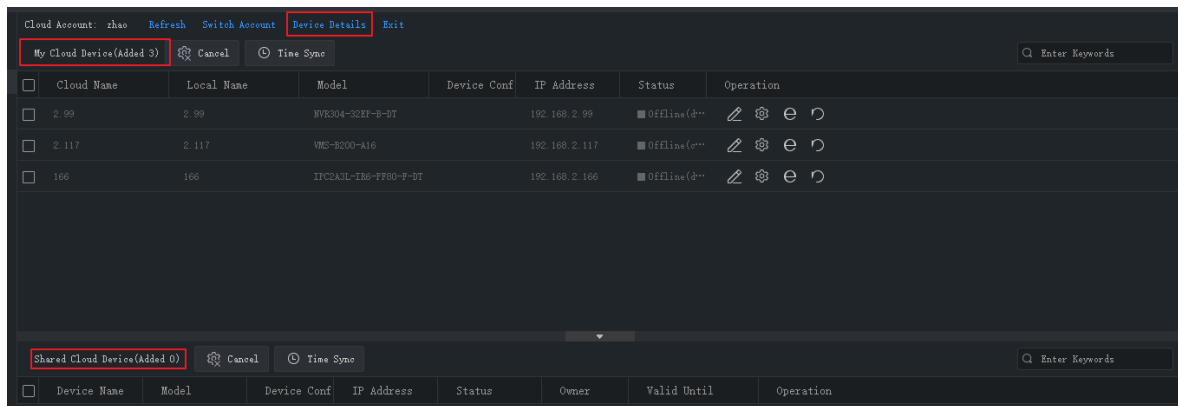 Cloud Account: zhao Refresh Switch Account Device Details Exit
My Cloud Device(Added 3) Cancel Time Sync Enter Keywords
Cloud Name Local Name Model Device Conf IP Address Status Operation
2.99 2.99 NVR304-32EP-B-DT 192.168.2.99 Offline(d···
2.117 2.117 VMS-B200-A16 192.168.2.117 Offline(c···
166 166 IPC2A3L-IR6-PF80-F-DT 192.168.2.166 Offline(d···
Shared Cloud Device(Added 0) Cancel Time Sync Enter Keywords
Device Name Model Device Conf IP Address Status Owner Valid Until Operation